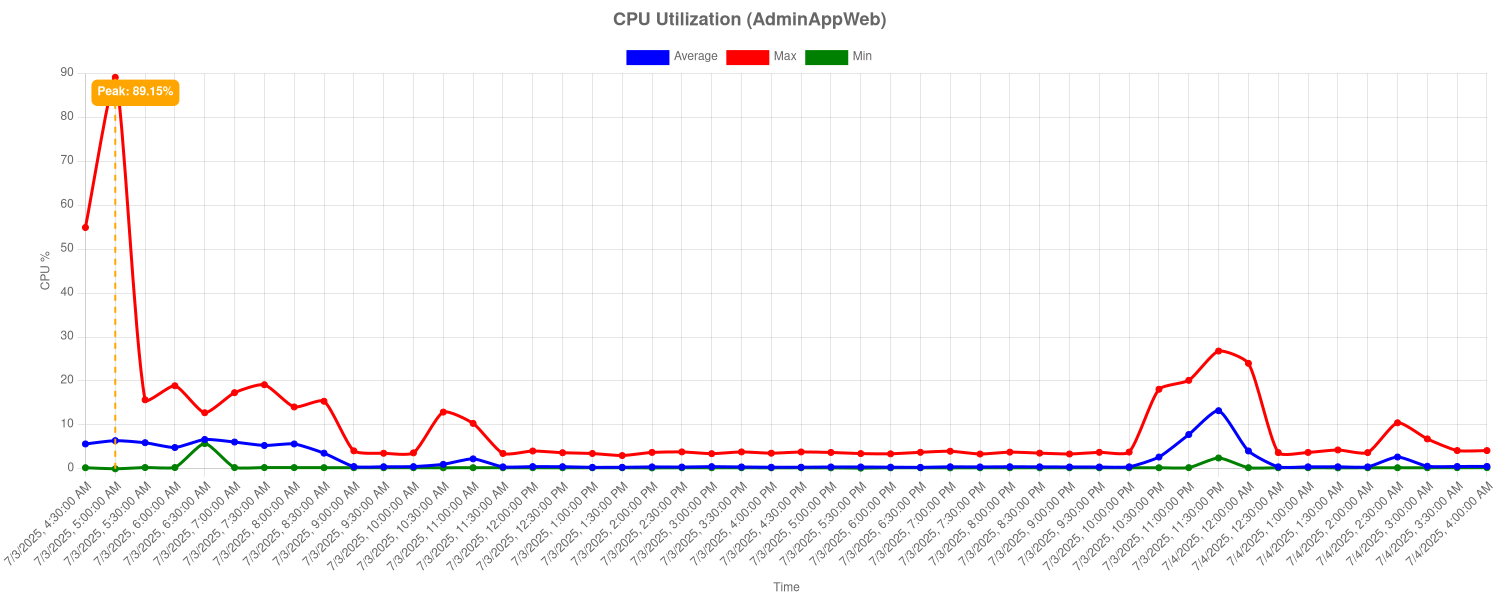 CPU Utilization (AdminAppWeb)
Average Max Min
Peak: 89.15%
CPU %
90
80
70
60
50
40
30
20
10
0
7/3/2025, 4:30:00 AM
7/3/2025, 5:00:00 AM
7/3/2025, 5:30:00 AM
7/3/2025, 6:00:00 AM
7/3/2025, 6:30:00 AM
7/3/2025, 7:00:00 AM
7/3/2025, 7:30:00 AM
7/3/2025, 8:00:00 AM
7/3/2025, 8:30:00 AM
7/3/2025, 9:00:00 AM
7/3/2025, 9:30:00 AM
7/3/2025, 10:00:00 AM
7/3/2025, 10:30:00 AM
7/3/2025, 11:00:00 AM
7/3/2025, 11:30:00 AM
7/3/2025, 12:00:00 PM
7/3/2025, 12:30:00 PM
7/3/2025, 1:00:00 PM
7/3/2025, 1:30:00 PM
7/3/2025, 2:00:00 PM
7/3/2025, 2:30:00 PM
7/3/2025, 3:00:00 PM
7/3/2025, 3:30:00 PM
7/3/2025, 4:00:00 PM
7/3/2025, 4:30:00 PM
7/3/2025, 5:00:00 PM
7/3/2025, 5:30:00 PM
7/3/2025, 6:00:00 PM
7/3/2025, 6:30:00 PM
7/3/2025, 7:00:00 PM
7/3/2025, 7:30:00 PM
7/3/2025, 8:00:00 PM
7/3/2025, 8:30:00 PM
7/3/2025, 9:00:00 PM
7/3/2025, 9:30:00 PM
7/3/2025, 10:00:00 PM
7/3/2025, 10:30:00 PM
7/3/2025, 11:00:00 PM
7/3/2025, 11:30:00 PM
7/4/2025, 12:00:00 AM
7/4/2025, 12:30:00 AM
7/4/2025, 1:00:00 AM
7/4/2025, 1:30:00 AM
7/4/2025, 2:00:00 AM
7/4/2025, 2:30:00 AM
7/4/2025, 3:00:00 AM
7/4/2025, 3:30:00 AM
7/4/2025, 4:00:00 AM
Time